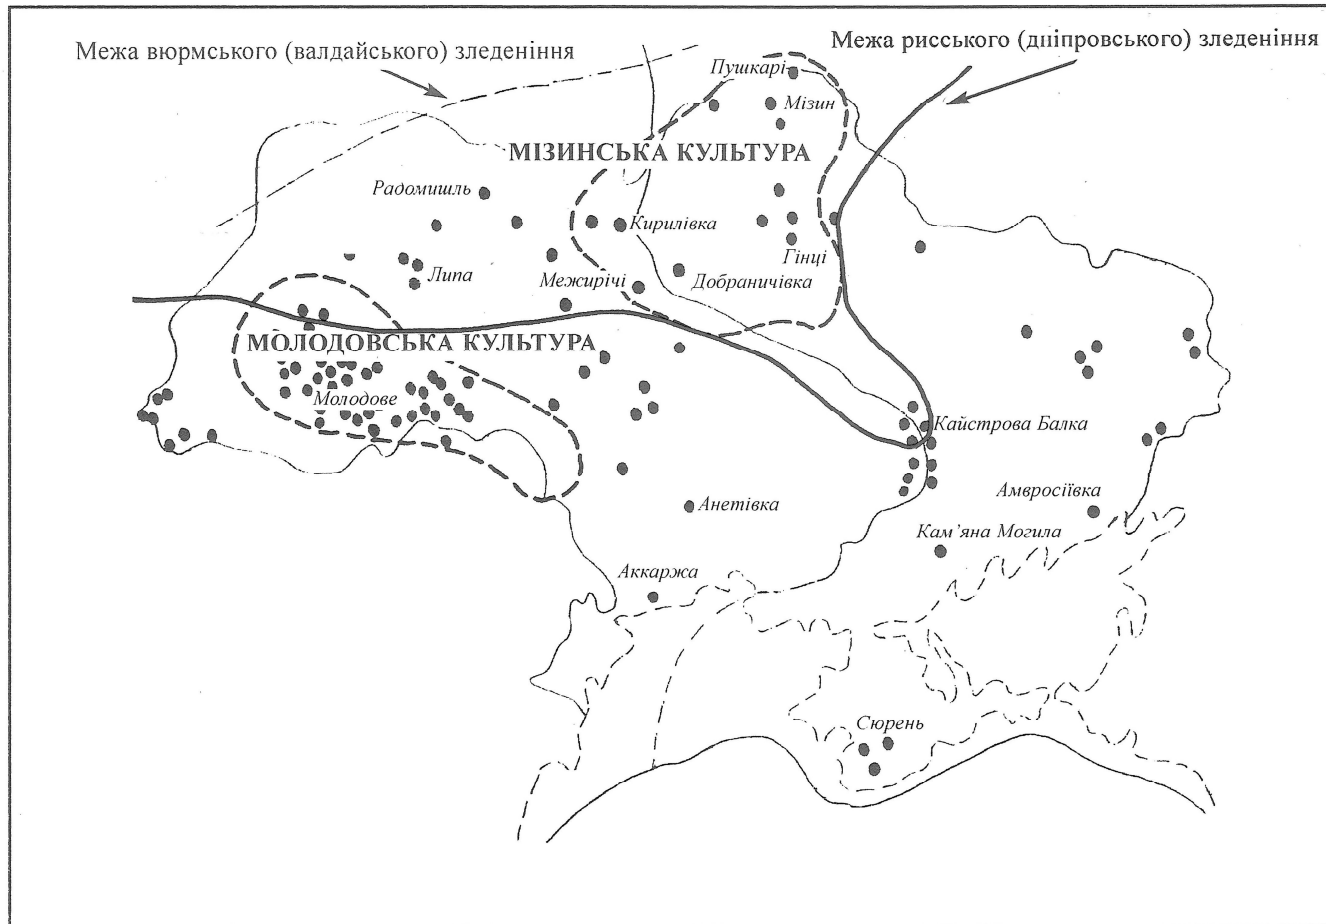 Межа вюрмського (валдайського) зледеніння
Межа рисського (дніпровського) зледеніння
Пушкарі
Мізин
МІЗИНСЬКА КУЛЬТУРА
Радомишль
Кирилівка
Гінці
Липа
Межирічі
Добраничівка
МОЛОДОВСЬКА КУЛЬТУРА
Молодове
Кайстрова Балка
Амвросіївка
Анетівка
Кам’яна Могила
Аккаржа
Сюрень